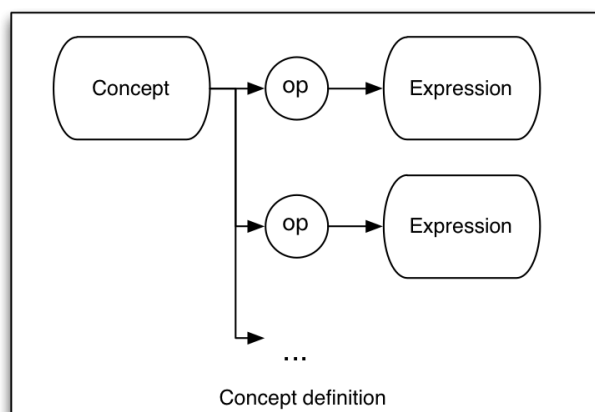 Concept
op
Expression
op
Expression
...
Concept definition